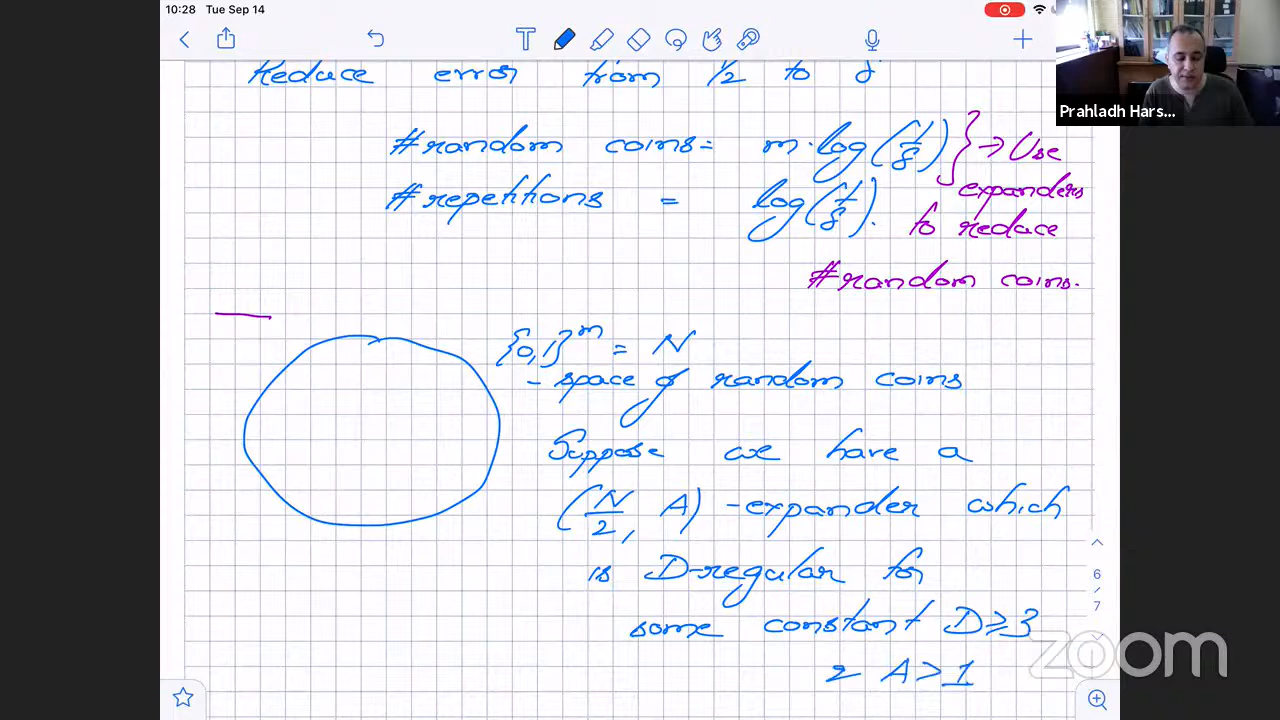 10:28 Tue Sep 14
Prahladh Hars...
Reduce error from 1/2 to δ
#random coins = m·log(1/δ) } → Use
#repetitions = log(1/δ). expanders
to reduce
#random coins.
{0,1}^m = N
- space of random coins
Suppose we have a
(N/2, A) -expander which
is D-regular for
some constant D≥3
& A>1
6
/
7
zoom